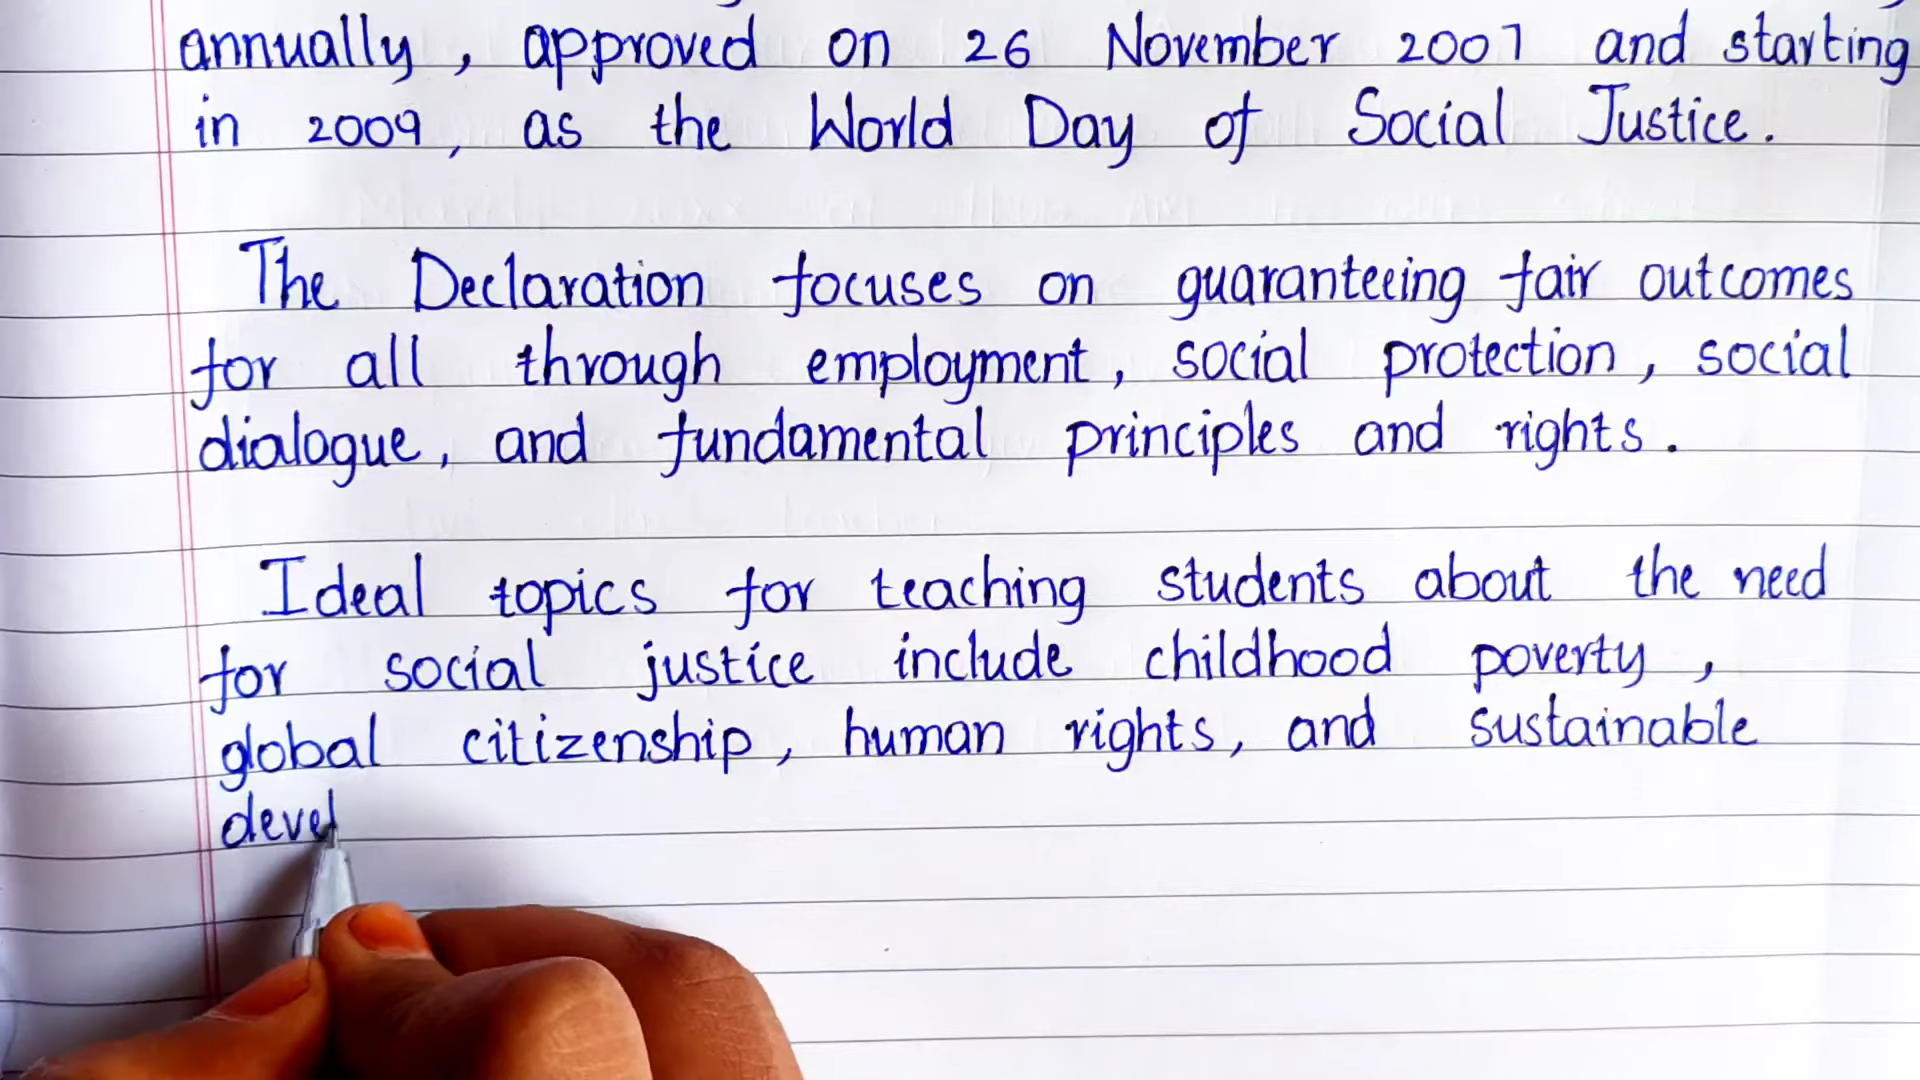 annually, approved on 26 November 2007 and starting
in 2009, as the World Day of Social Justice.
The Declaration focuses on guaranteeing fair outcomes
for all through employment, social protection, social
dialogue, and fundamental principles and rights.
Ideal topics for teaching students about the need
for social justice include childhood poverty,
global citizenship, human rights, and sustainable
devel